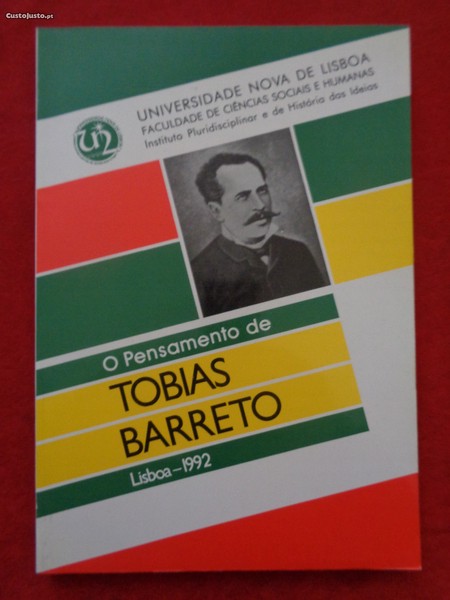 CustoJusto.pt
UNIVERSIDADE NOVA DE LISBOA
FACULDADE DE CIÊNCIAS SOCIAIS E HUMANAS
Instituto Pluridisciplinar e de História das Ideias
O Pensamento de
TOBIAS
BARRETO
Lisboa-1992